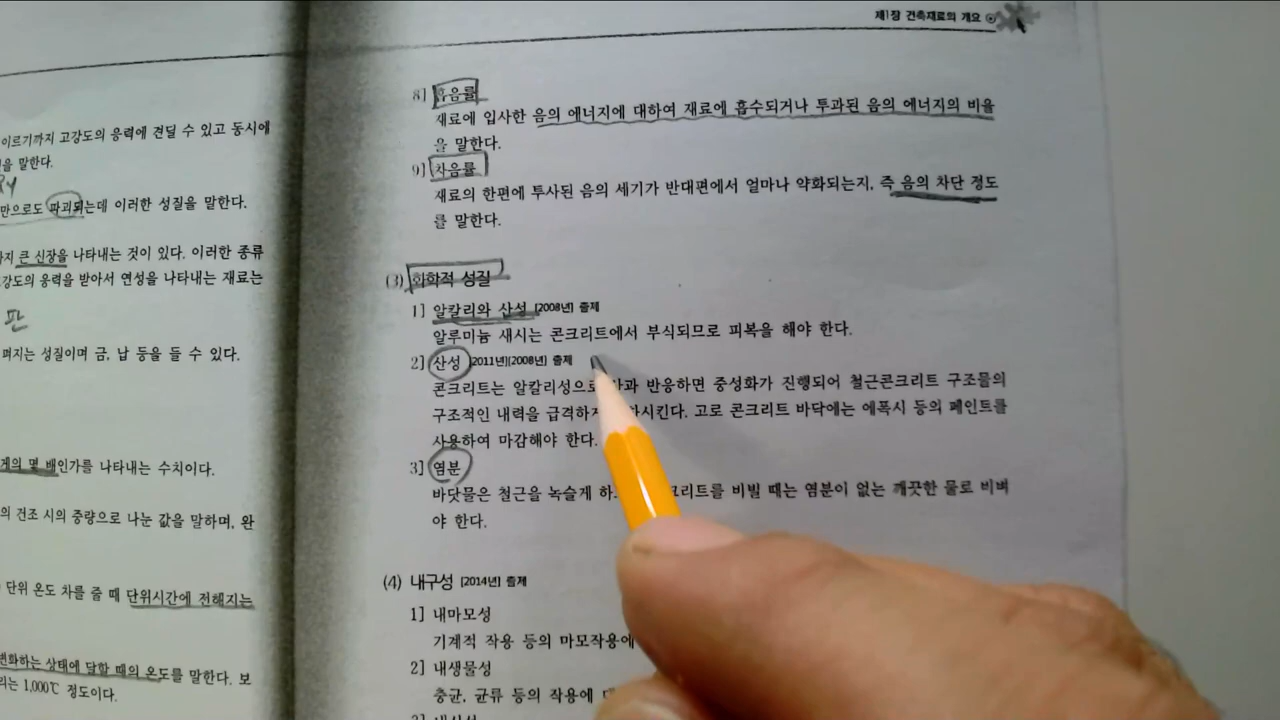 제1장 건축재료의 개요
이르기까지 고강도의 응력에 견딜 수 있고 동시에
을 말한다.
만으로도 파괴되는데 이러한 성질을 말한다.
지 큰 신장을 나타내는 것이 있다. 이러한 종류
강도의 응력을 받아서 연성을 나타내는 재료는
판
펴지는 성질이며 금, 납 등을 들 수 있다.
게의 몇 배인가를 나타내는 수치이다.
의 건조 시의 중량으로 나눈 값을 말하며, 완
단위 온도 차를 줄 때 단위시간에 전해지는
변화하는 상태에 달할 때의 온도를 말한다. 보
리는 1,000℃ 정도이다.
8] 흡음률
재료에 입사한 음의 에너지에 대하여 재료에 흡수되거나 투과된 음의 에너지의 비율
을 말한다.
9] 차음률
재료의 한편에 투사된 음의 세기가 반대편에서 얼마나 약화되는지, 즉 음의 차단 정도
를 말한다.
(3) 화학적 성질
1] 알칼리와 산성 [2008년] 출제
알루미늄 새시는 콘크리트에서 부식되므로 피복을 해야 한다.
2] 산성 [2011년][2008년] 출제
콘크리트는 알칼리성으로 과 반응하면 중성화가 진행되어 철근콘크리트 구조물의
구조적인 내력을 급격하 시킨다. 고로 콘크리트 바닥에는 에폭시 등의 페인트를
사용하여 마감해야 한다.
3] 염분
바닷물은 철근을 녹슬게 하 크리트를 비빌 때는 염분이 없는 깨끗한 물로 비벼
야 한다.
(4) 내구성 [2014년] 출제
1] 내마모성
기계적 작용 등의 마모작용에
2] 내생물성
충균, 균류 등의 작용에